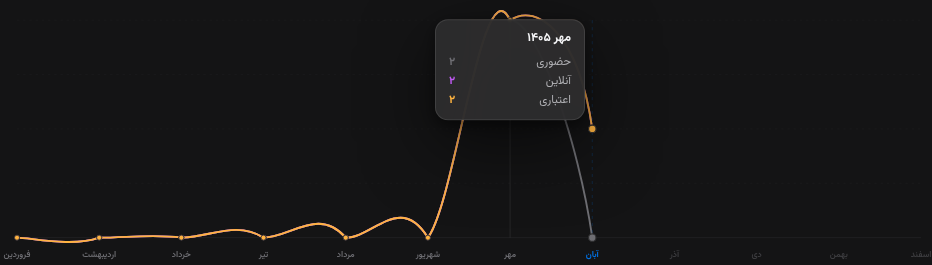 مهر ۱۴۰۵
حضوری ۲
آنلاین ۲
اعتباری ۲
فروردین اردیبهشت خرداد تیر مرداد شهریور مهر آبان آذر دی بهمن اسفند